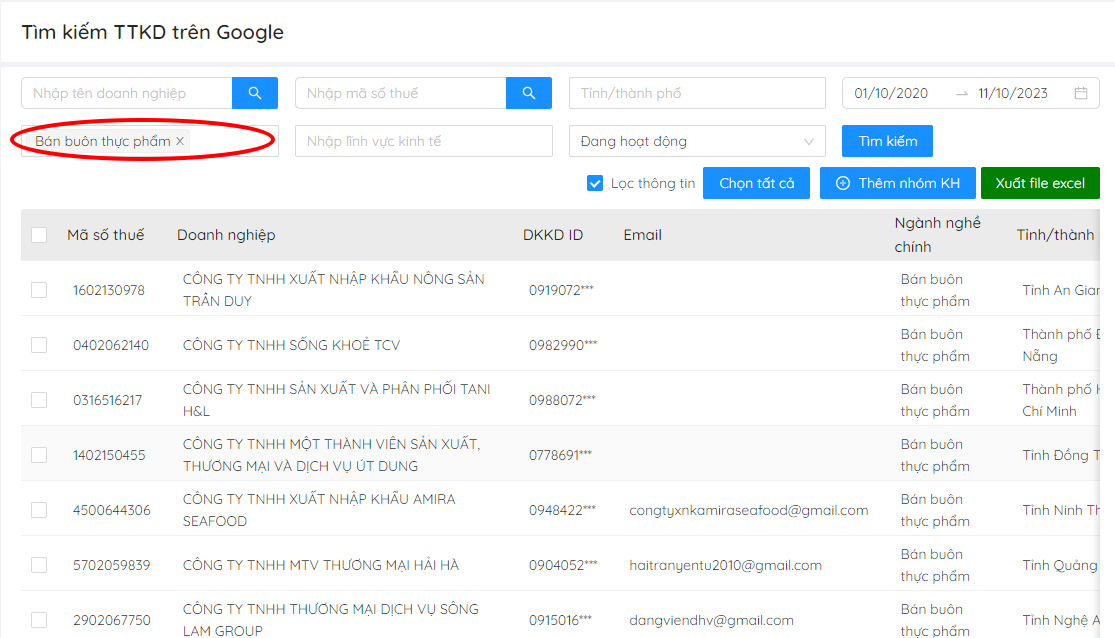 Tìm kiếm TTKD trên Google
Nhập tên doanh nghiệp
Nhập mã số thuế
Tỉnh/thành phố
01/10/2020 → 11/10/2023
Bán buôn thực phẩm X
Nhập lĩnh vực kinh tế
Đang hoạt động
Tìm kiếm
Lọc thông tin
Chọn tất cả
Thêm nhóm KH
Xuất file excel
Mã số thuế Doanh nghiệp DKKD ID Email Ngành nghề chính Tỉnh/thành
1602130978 CÔNG TY TNHH XUẤT NHẬP KHẨU NÔNG SẢN TRÂN DUY 0919072*** Bán buôn thực phẩm Tỉnh An Gian
0402062140 CÔNG TY TNHH SỐNG KHOẺ TCV 0982990*** Bán buôn thực phẩm Thành phố Đ Nẵng
0316516217 CÔNG TY TNHH SẢN XUẤT VÀ PHÂN PHỐI TANI H&L 0988072*** Bán buôn thực phẩm Thành phố H Chí Minh
1402150455 CÔNG TY TNHH MỘT THÀNH VIÊN SẢN XUẤT, THƯƠNG MẠI VÀ DỊCH VỤ ÚT DUNG 0778691*** Bán buôn thực phẩm Tỉnh Đồng T
4500644306 CÔNG TY TNHH XUẤT NHẬP KHẨU AMIRA SEAFOOD 0948422*** congtyxnkamiraseafood@gmail.com Bán buôn thực phẩm Tỉnh Ninh Th
5702059839 CÔNG TY TNHH MTV THƯƠNG MẠI HẢI HÀ 0904052*** haitranyentu2010@gmail.com Bán buôn thực phẩm Tỉnh Quảng
2902067750 CÔNG TY TNHH THƯƠNG MẠI DỊCH VỤ SÔNG LAM GROUP 0915016*** dangviendhv@gmail.com Bán buôn thực phẩm Tỉnh Nghệ A